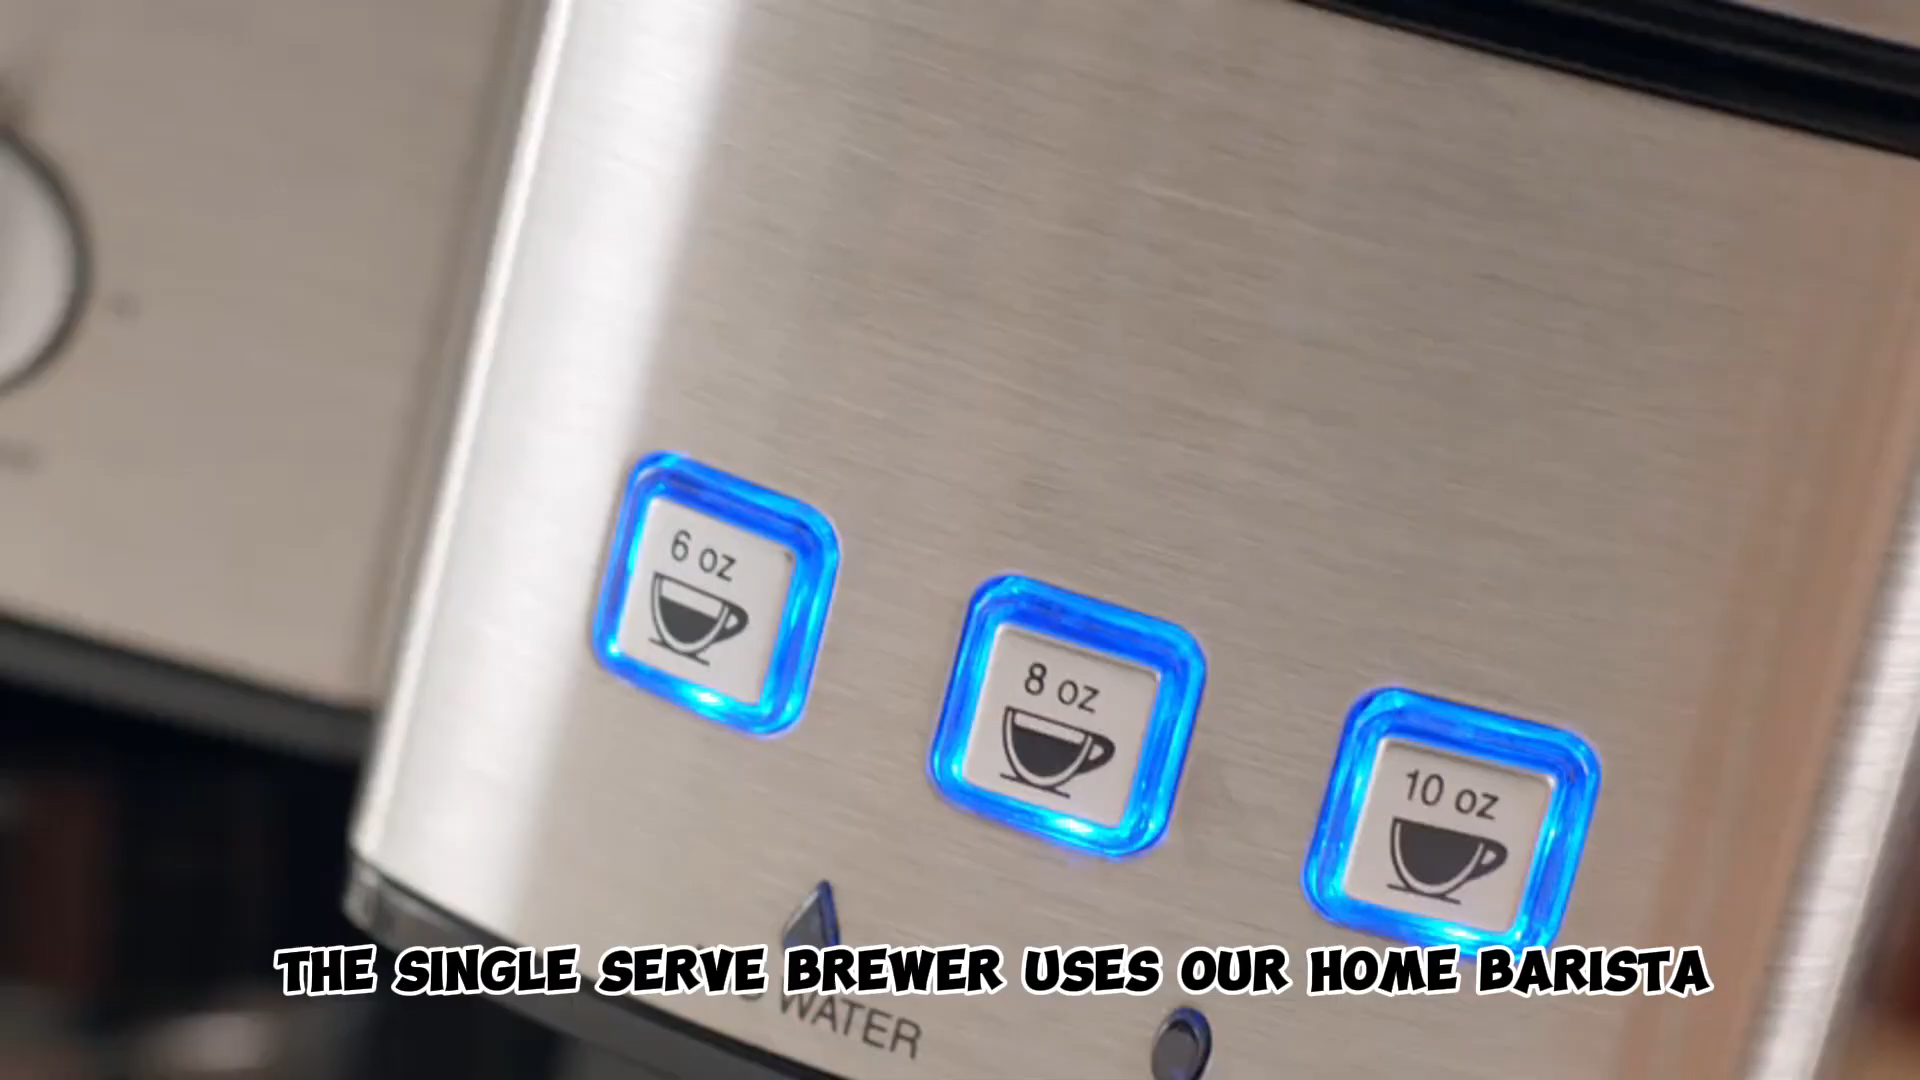 6 oz
8 oz
10 oz
THE SINGLE SERVE BREWER USES OUR HOME BARISTA
WATER